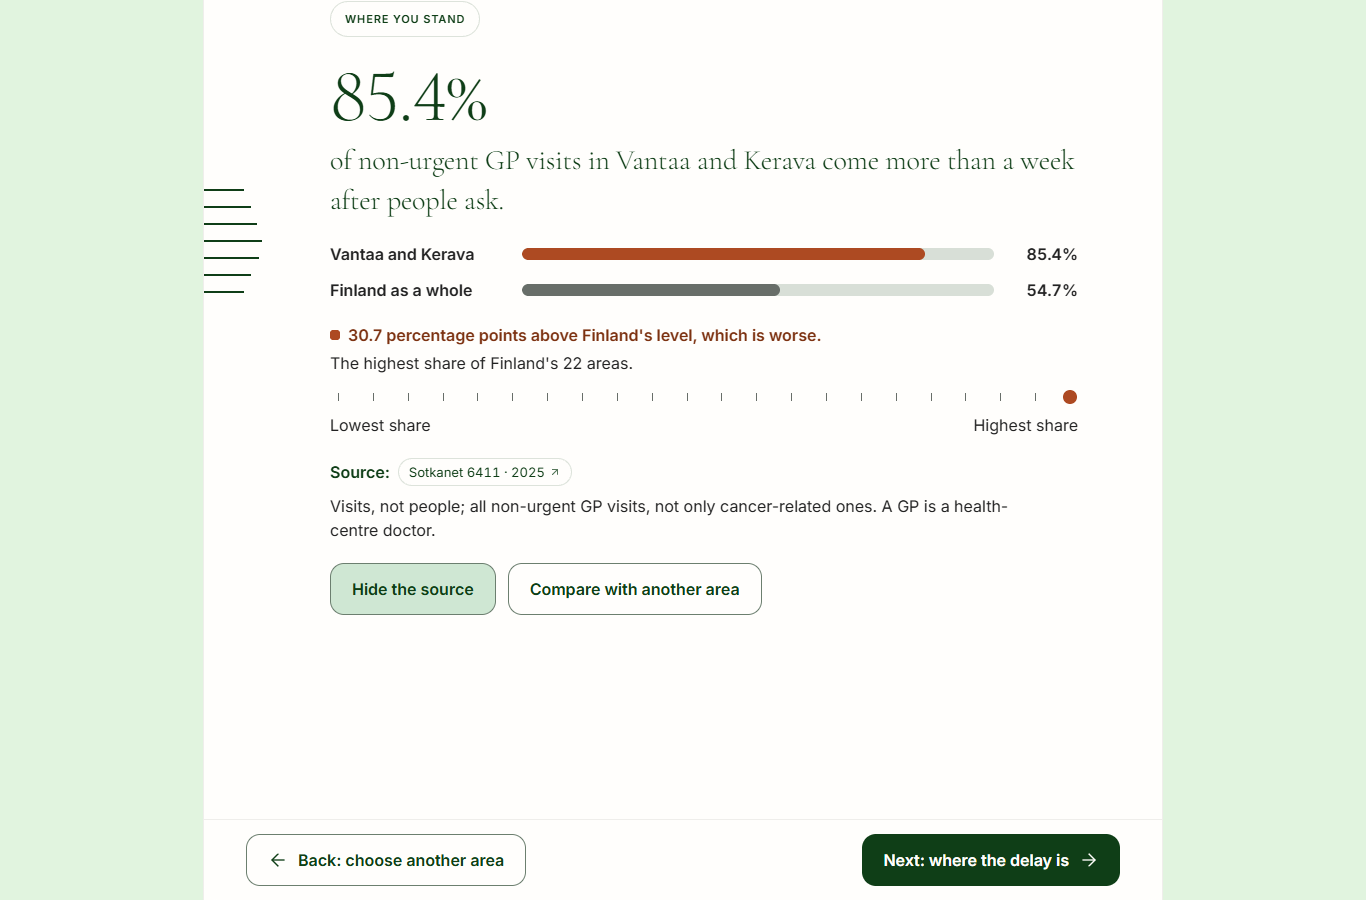 WHERE YOU STAND
85.4%
of non-urgent GP visits in Vantaa and Kerava come more than a week
after people ask.
Vantaa and Kerava 85.4%
Finland as a whole 54.7%
30.7 percentage points above Finland's level, which is worse.
The highest share of Finland's 22 areas.
Lowest share Highest share
Source: Sotkanet 6411 · 2025 ↗
Visits, not people; all non-urgent GP visits, not only cancer-related ones. A GP is a health-
centre doctor.
Hide the source Compare with another area
← Back: choose another area Next: where the delay is →